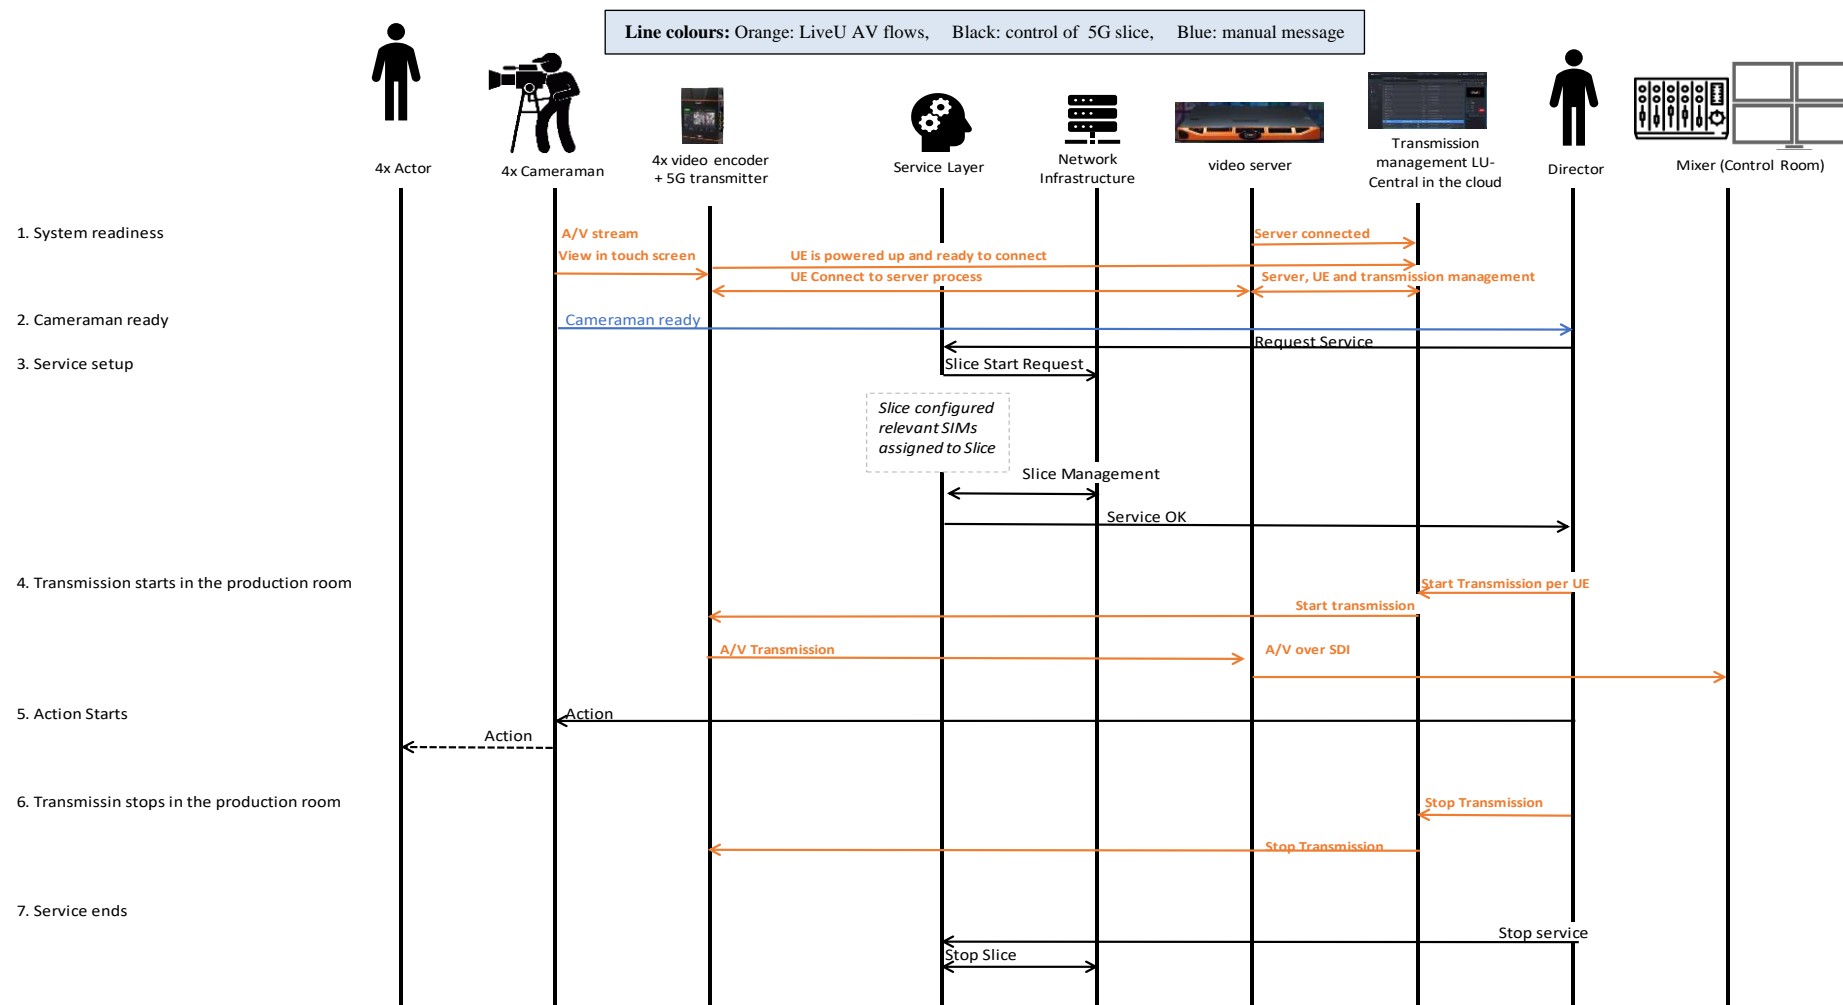 Line colours: Orange: LiveU AV flows, Black: control of 5G slice, Blue: manual message
4x Actor
4x Cameraman
4x video encoder
+ 5G transmitter
Service Layer
Network
Infrastructure
video server
Transmission
management LU-
Central in the cloud
Director
Mixer (Control Room)
1. System readiness
A/V stream
Server connected
View in touch screen
UE is powered up and ready to connect
UE Connect to server process
Server, UE and transmission management
2. Cameraman ready
Cameraman ready
Request Service
3. Service setup
Slice Start Request
Slice configured
relevant SIMs
assigned to Slice
Slice Management
Service OK
4. Transmission starts in the production room
Start Transmission per UE
Start transmission
A/V Transmission
A/V over SDI
5. Action Starts
Action
Action
6. Transmissin stops in the production room
Stop Transmission
Stop Transmission
7. Service ends
Stop service
Stop Slice